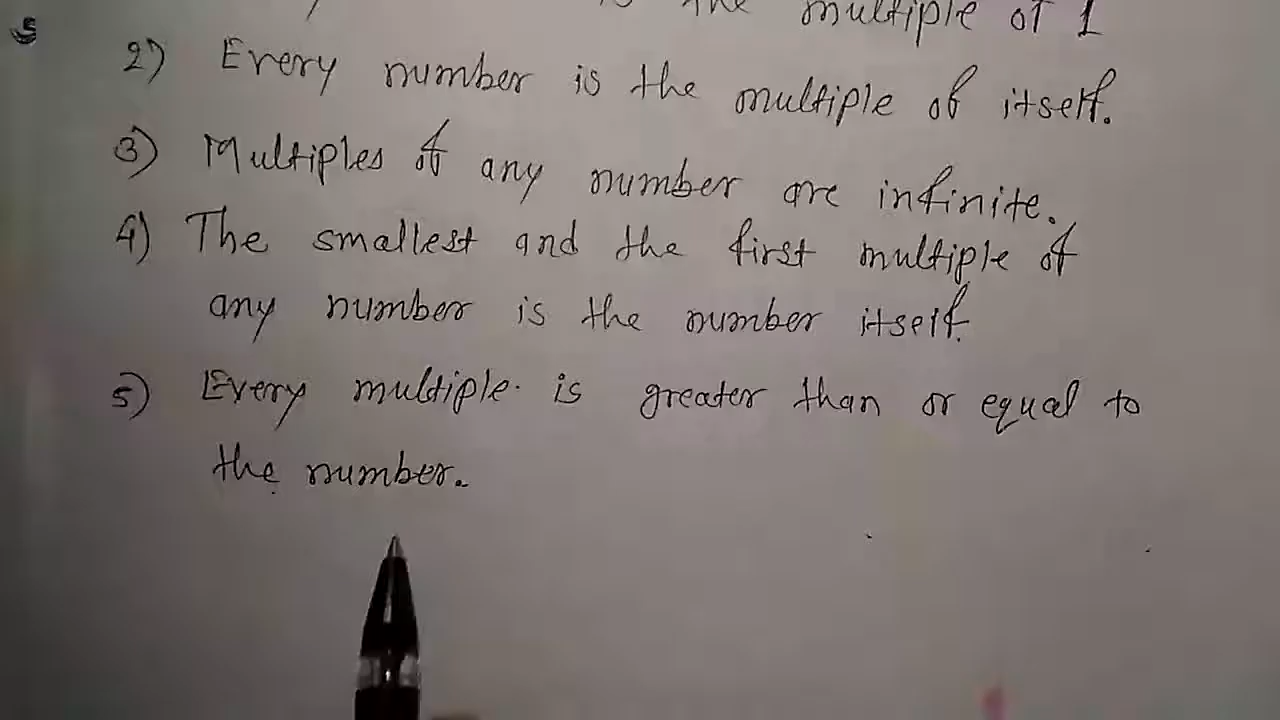 is the multiple of 1
2) Every number is the multiple of itself.
3) Multiples of any number are infinite.
4) The smallest and the first multiple of
any number is the number itself.
5) Every multiple is greater than or equal to
the number.